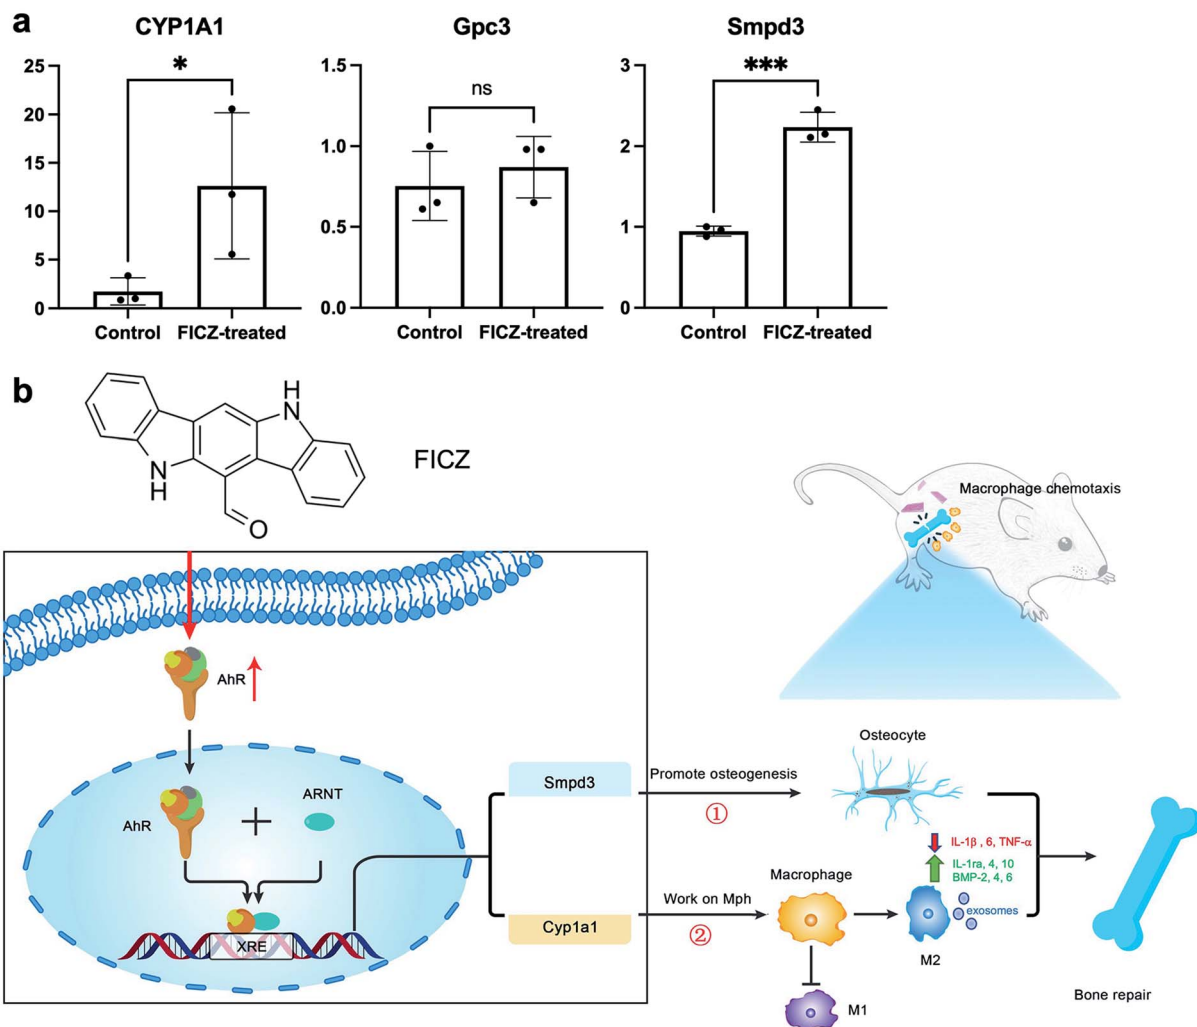 a
CYP1A1
Gpc3
Smpd3
25
20
15
10
5
0
*
Control
FICZ-treated
1.5
1.0
0.5
0.0
ns
Control
FICZ-treated
3
2
1
0
***
Control
FICZ-treated
b
H
N
N
H
O
FICZ
Macrophage chemotaxis
AhR
AhR
+
ARNT
XRE
Smpd3
Cyp1a1
Promote osteogenesis
①
Work on Mph
②
Osteocyte
IL-1β , 6, TNF-α
IL-1ra, 4, 10
BMP-2, 4, 6
Macrophage
exosomes
M2
M1
Bone repair